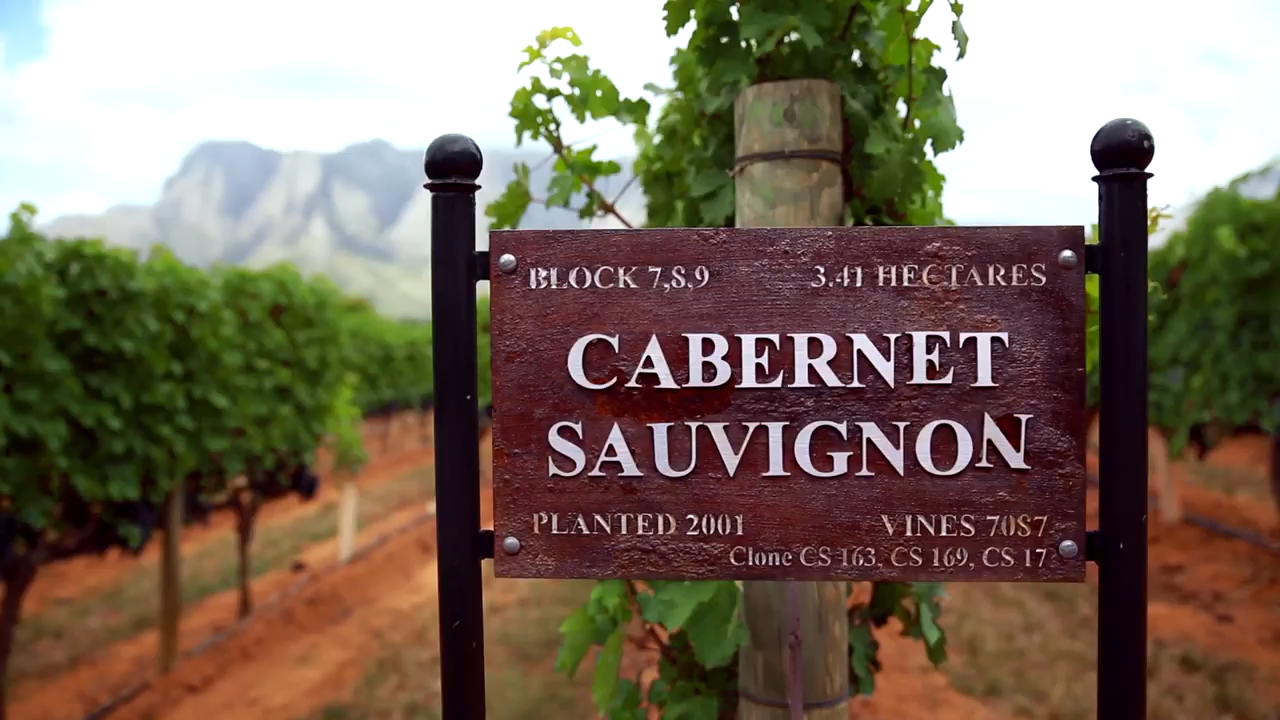 BLOCK 7,8,9 3.41 HECTARES
CABERNET
SAUVIGNON
PLANTED 2001 VINES 7087
Clone CS 163, CS 169, CS 17